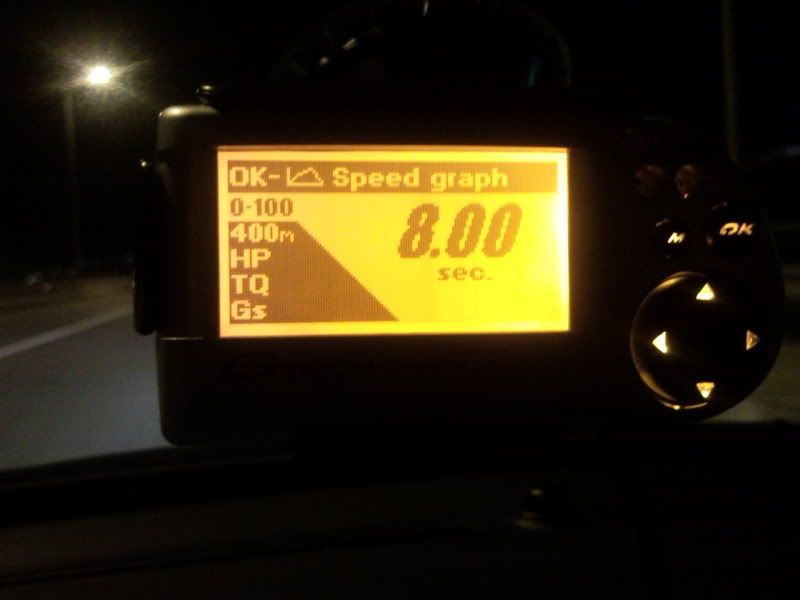 OK- Speed graph
0-100
8.00
sec.
400m
HP
TQ
Gs
M
OK